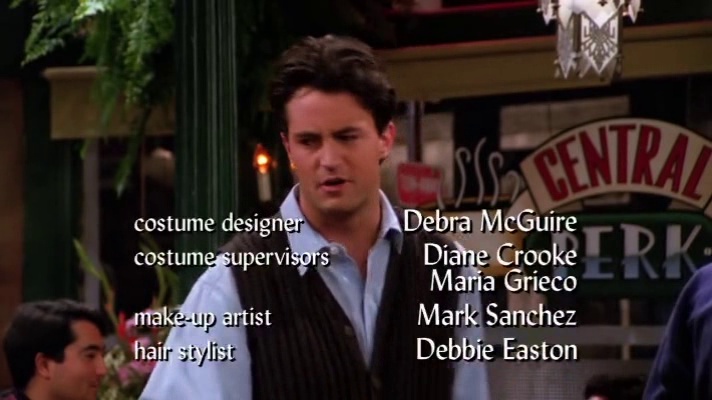 CENTRAL
PERK
costume designer Debra McGuire
costume supervisors Diane Crooke
Maria Grieco
make-up artist Mark Sanchez
hair stylist Debbie Easton